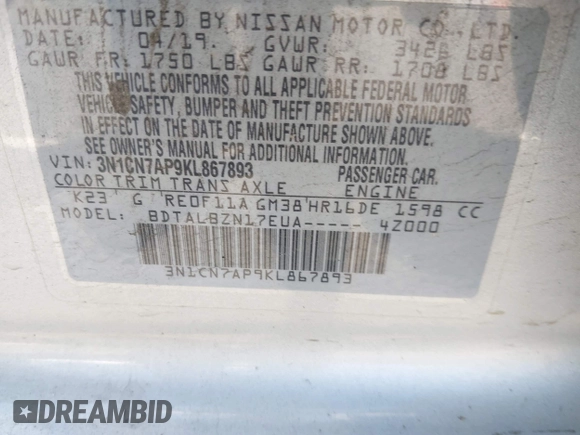 MANUFACTURED BY NISSAN MOTOR CO., LTD.
DATE: 04/19. GVWR: 3426 LBS
GAWR FR: 1750 LBS GAWR RR: 1700 LBS
THIS VEHICLE CONFORMS TO ALL APPLICABLE FEDERAL MOTOR
VEHICLE SAFETY, BUMPER AND THEFT PREVENTION STANDARDS
IN EFFECT ON THE DATE OF MANUFACTURE SHOWN ABOVE.
SEE OWNER'S MANUAL FOR ADDITIONAL INFORMATION.
VIN: 3N1CN7AP9KL867893 PASSENGER CAR.
COLOR TRIM TRANS AXLE ENGINE
K23 G RE0F11A GM38 HR16DE 1598 CC
BDTALBZN17EUA----- 4Z000
3N1CN7AP9KL867893
DREAMBID